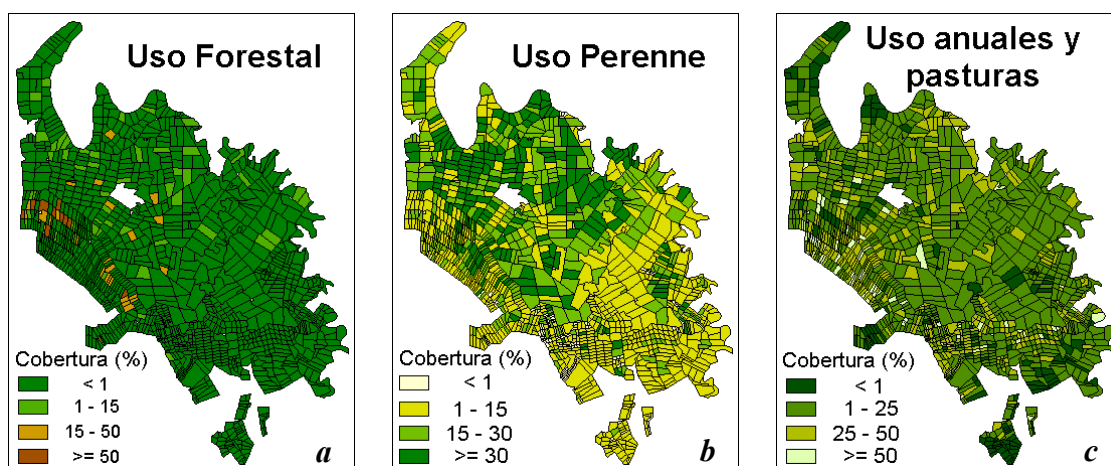 Uso Forestal
Cobertura (%)
< 1
1 - 15
15 - 50
>= 50
a
Uso Perenne
Cobertura (%)
< 1
1 - 15
15 - 30
>= 30
b
Uso anuales y
pasturas
Cobertura (%)
< 1
1 - 25
25 - 50
>= 50
c